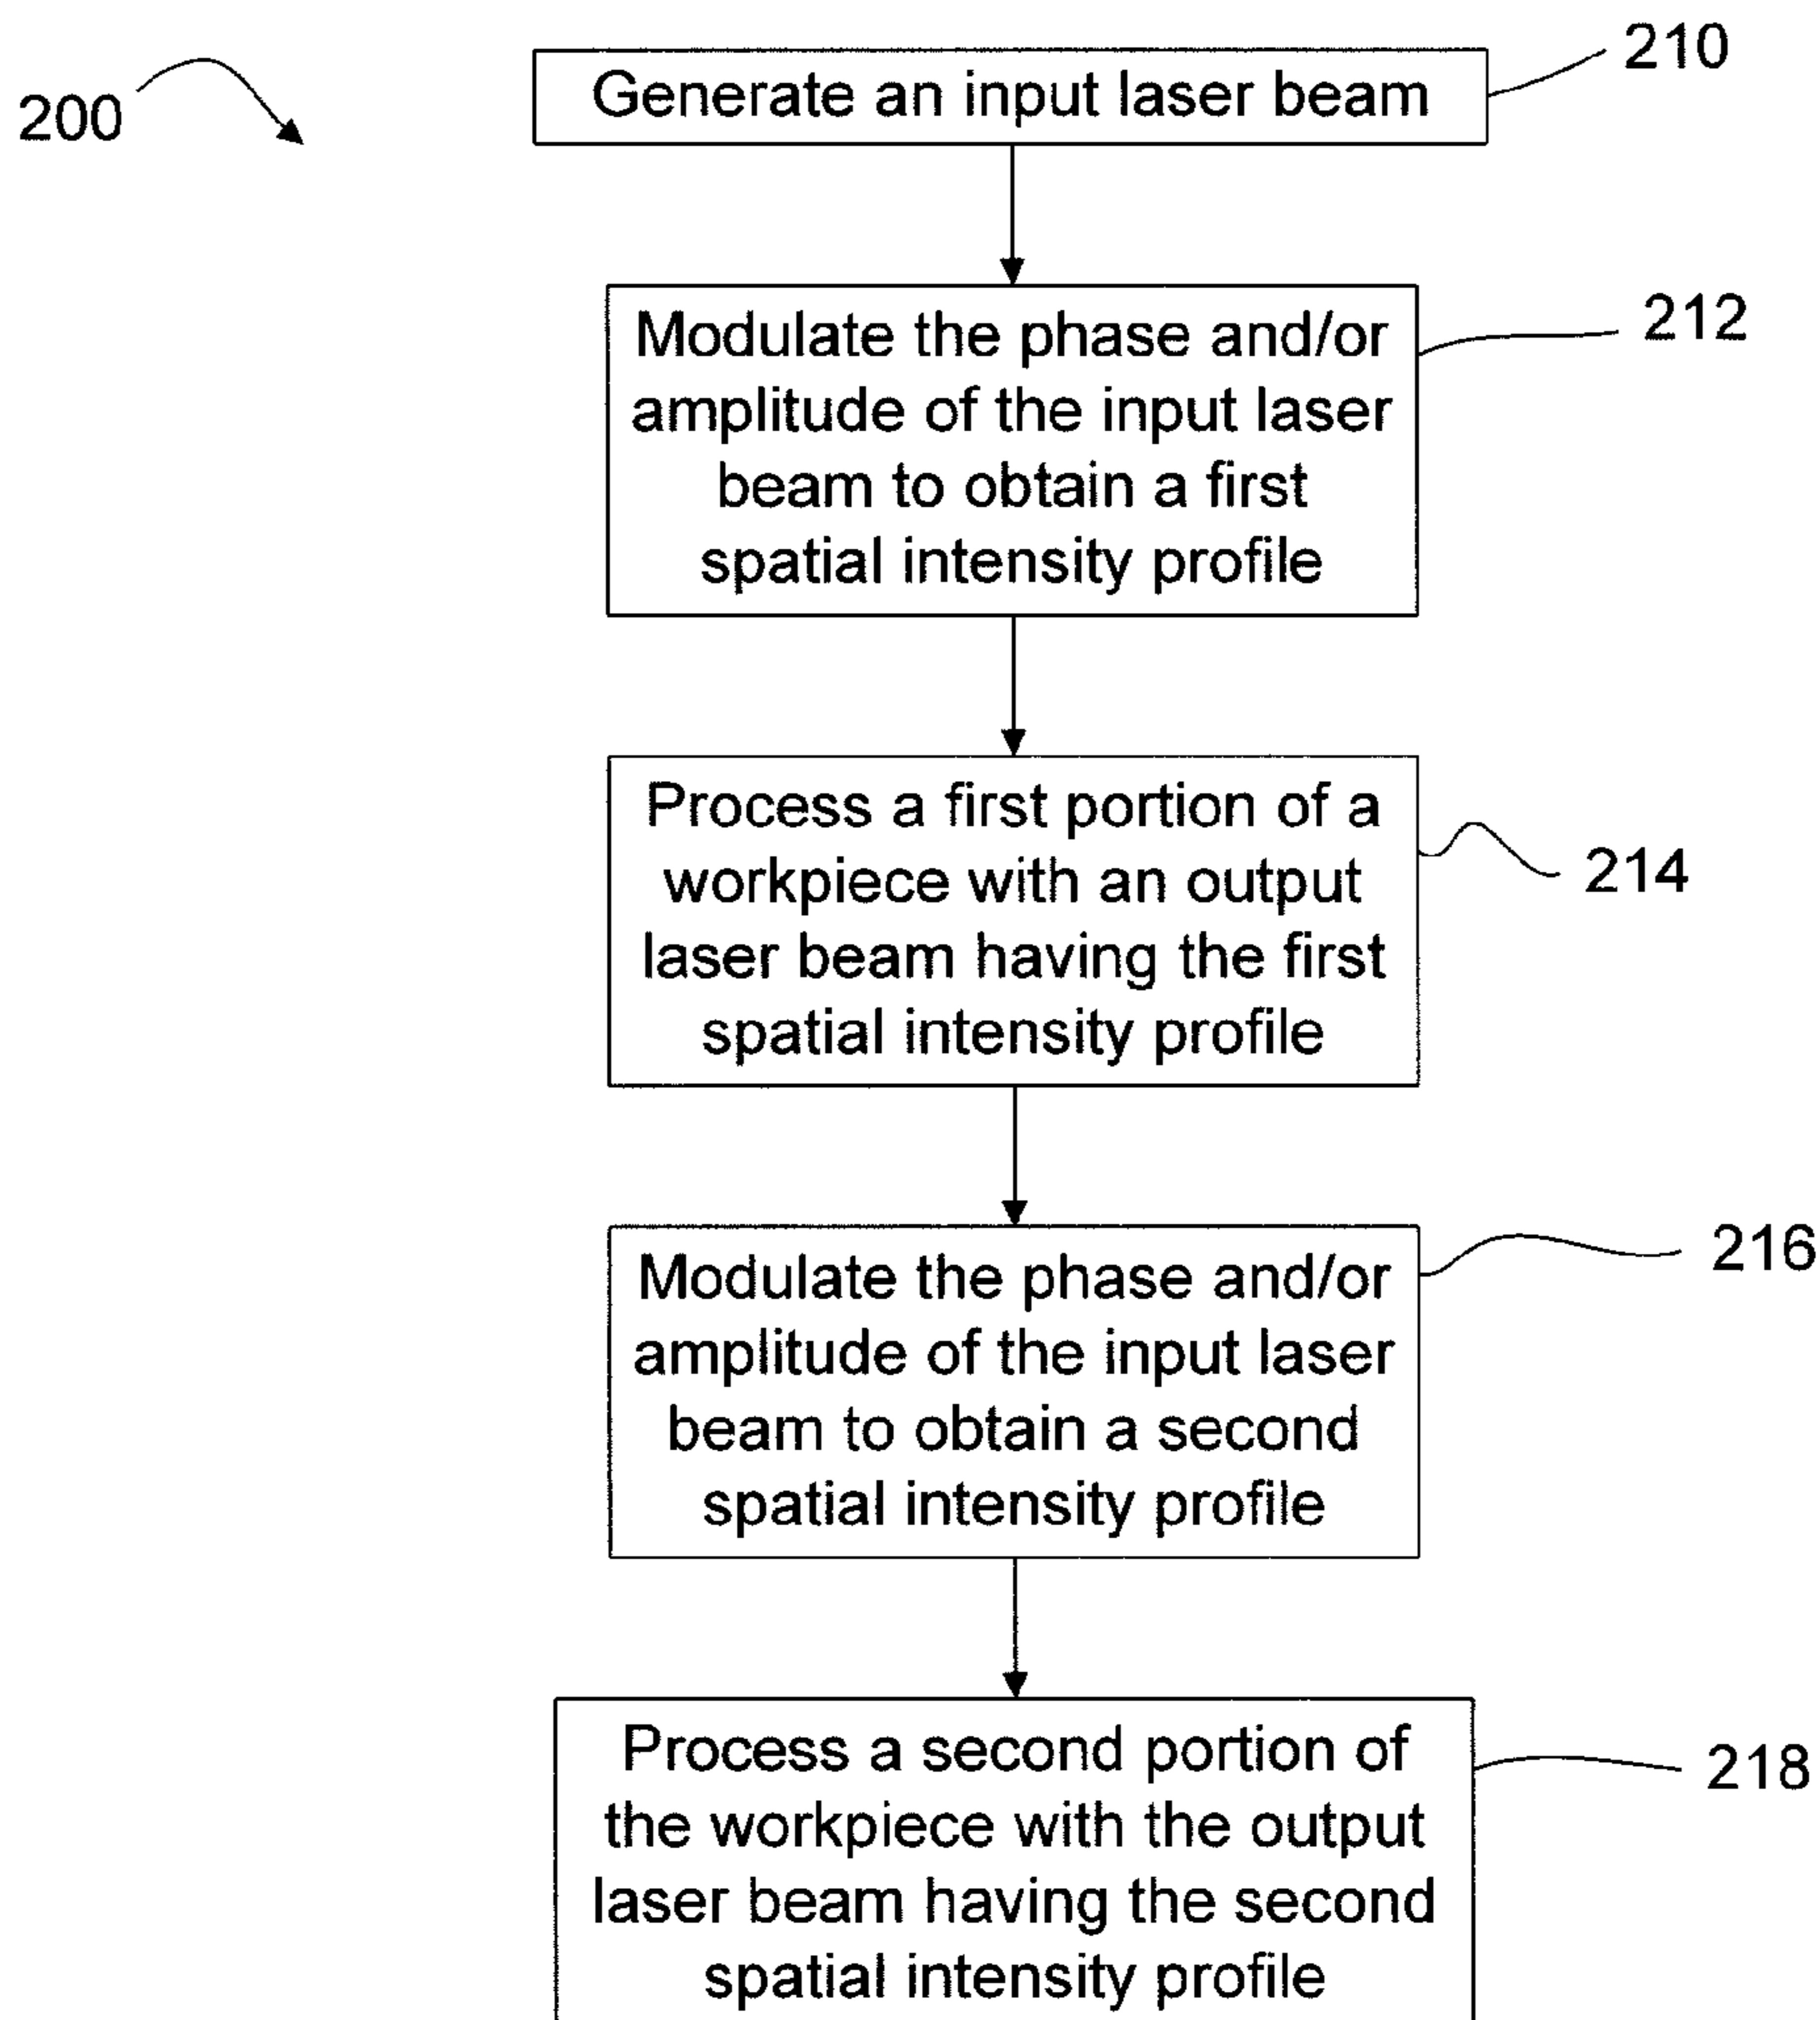 200
Generate an input laser beam
210
Modulate the phase and/or
amplitude of the input laser
beam to obtain a first
spatial intensity profile
212
Process a first portion of a
workpiece with an output
laser beam having the first
spatial intensity profile
214
Modulate the phase and/or
amplitude of the input laser
beam to obtain a second
spatial intensity profile
216
Process a second portion of
the workpiece with the output
laser beam having the second
spatial intensity profile
218